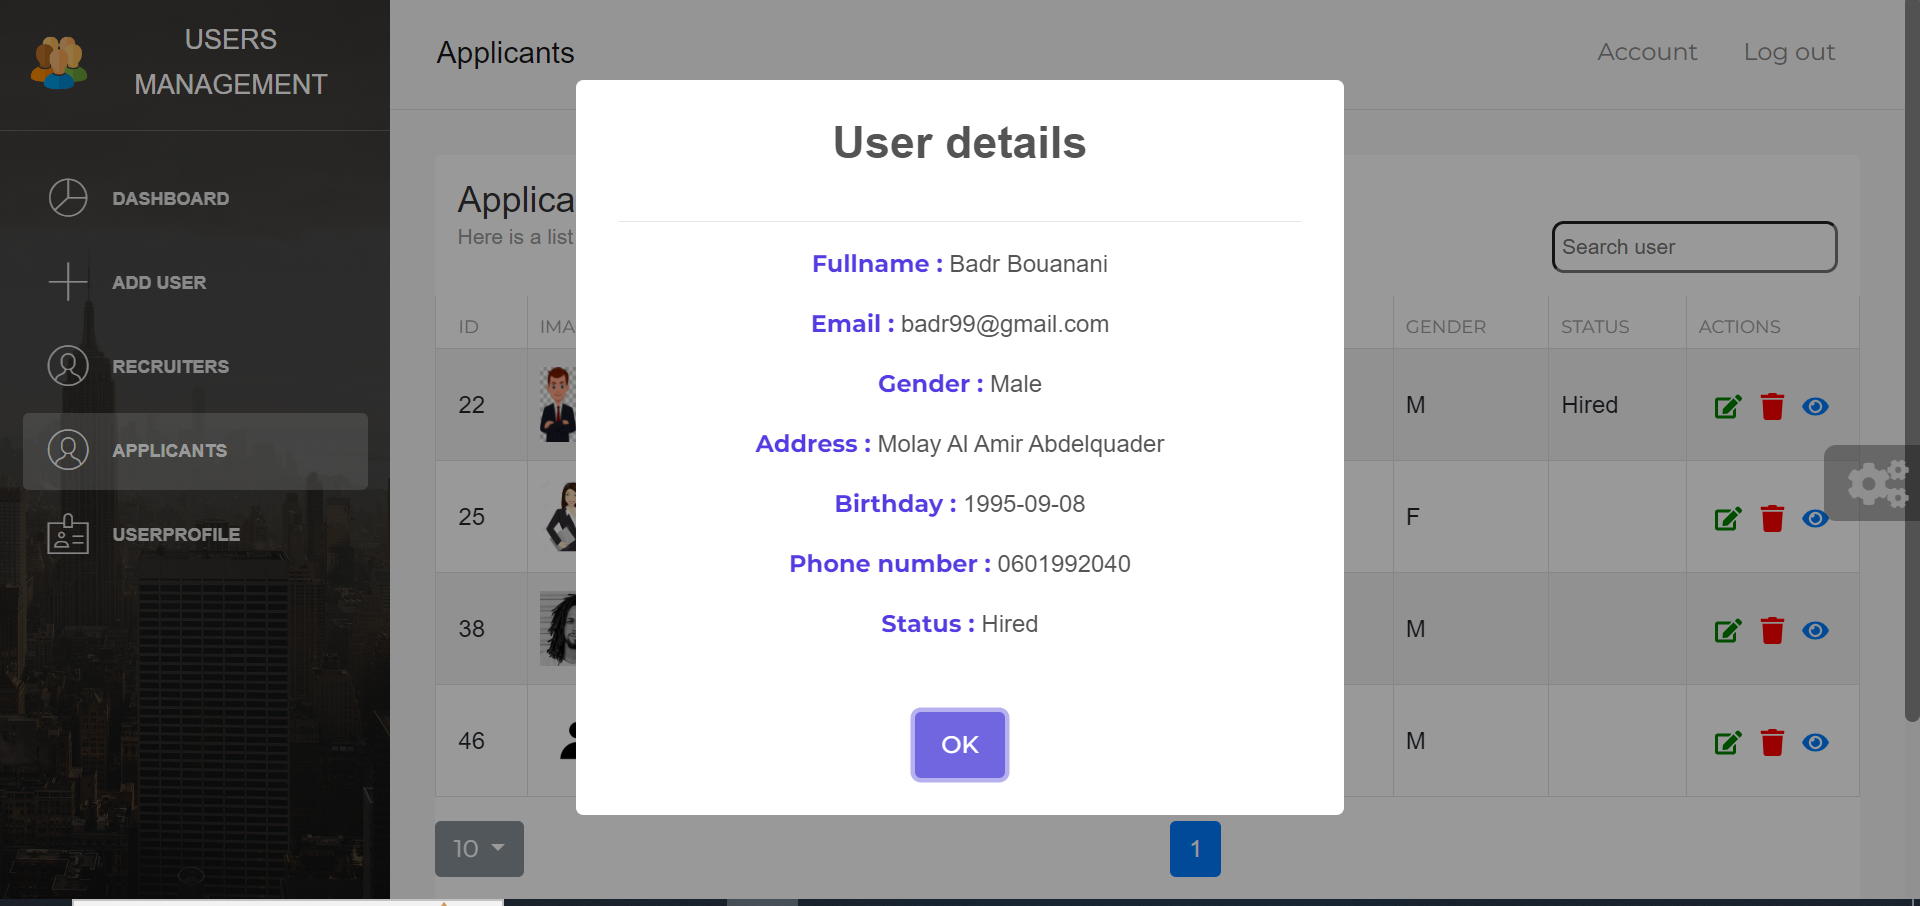 USERS
MANAGEMENT
DASHBOARD
ADD USER
RECRUITERS
APPLICANTS
USERPROFILE
Applicants
Account
Log out
Applica
Here is a list
Search user
ID
IMA
GENDER
STATUS
ACTIONS
22
M
Hired
25
F
38
M
46
M
10
1
User details
Fullname : Badr Bouanani
Email : badr99@gmail.com
Gender : Male
Address : Molay Al Amir Abdelquader
Birthday : 1995-09-08
Phone number : 0601992040
Status : Hired
OK